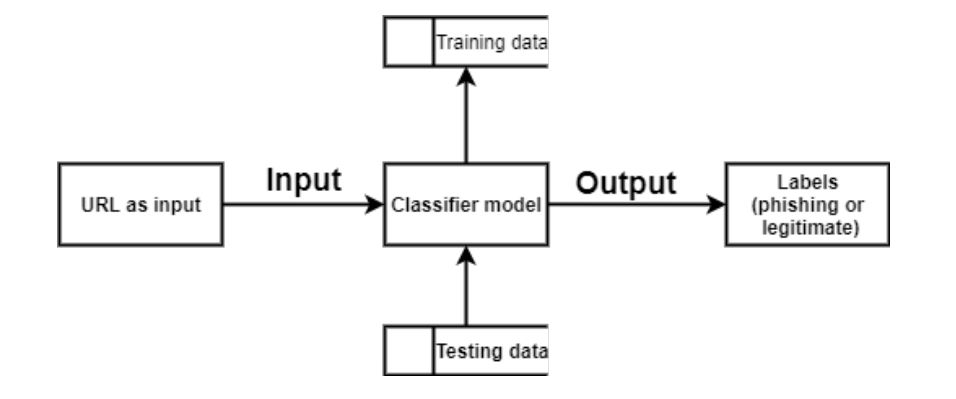 Training data
Input
Output
URL as input
Classifier model
Labels
(phishing or
legitimate)
Testing data